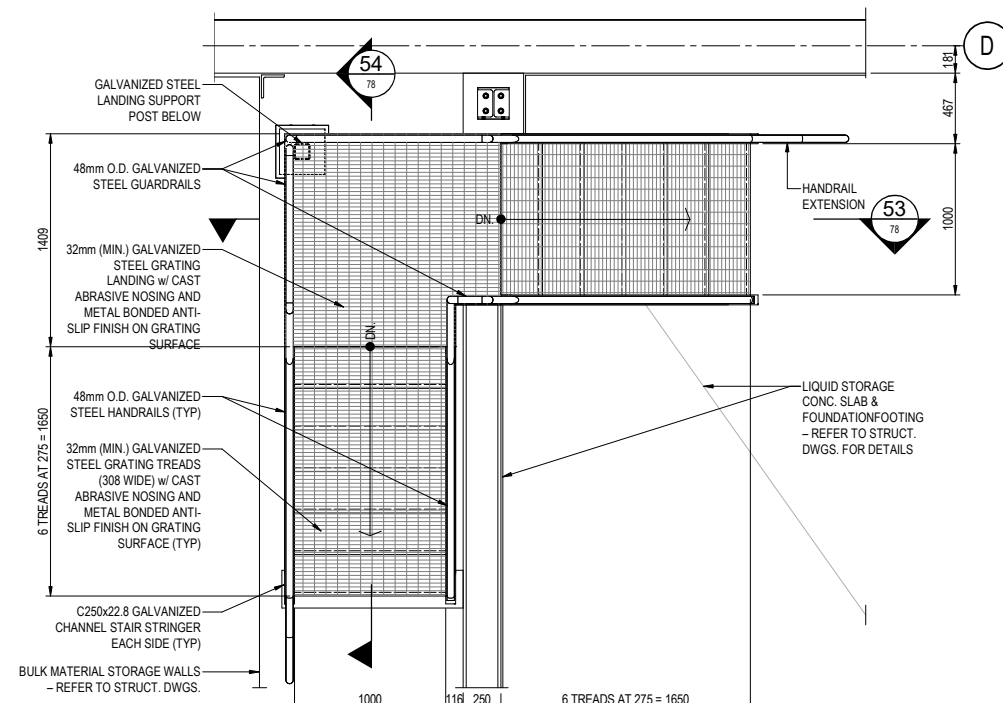 D
181
54
78
467
GALVANIZED STEEL
LANDING SUPPORT
POST BELOW
48mm O.D. GALVANIZED
STEEL GUARDRAILS
HANDRAIL
EXTENSION
53
78
1000
DN.
1409
32mm (MIN.) GALVANIZED
STEEL GRATING
LANDING w/ CAST
ABRASIVE NOSING AND
METAL BONDED ANTI-
SLIP FINISH ON GRATING
SURFACE
DN.
48mm O.D. GALVANIZED
STEEL HANDRAILS (TYP)
LIQUID STORAGE
CONC. SLAB &
FOUNDATIONFOOTING
– REFER TO STRUCT.
DWGS. FOR DETAILS
6 TREADS AT 275 = 1650
32mm (MIN.) GALVANIZED
STEEL GRATING TREADS
(308 WIDE) w/ CAST
ABRASIVE NOSING AND
METAL BONDED ANTI-
SLIP FINISH ON GRATING
SURFACE (TYP)
C250x22.8 GALVANIZED
CHANNEL STAIR STRINGER
EACH SIDE (TYP)
BULK MATERIAL STORAGE WALLS
– REFER TO STRUCT. DWGS.
1000
116
250
6 TREADS AT 275 = 1650